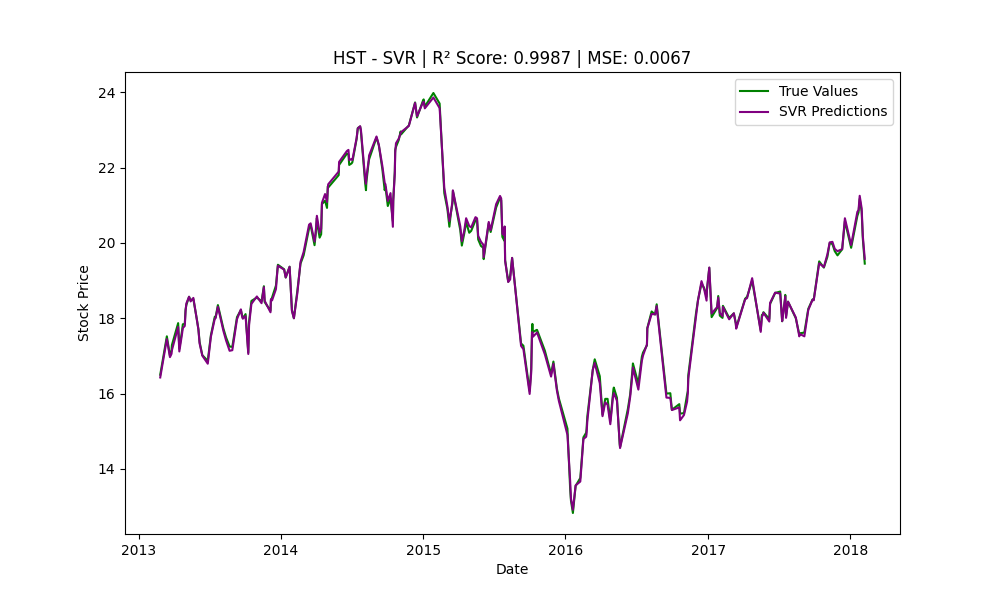 HST - SVR | R² Score: 0.9987 | MSE: 0.0067
True Values
SVR Predictions
Stock Price
24
22
20
18
16
14
2013 2014 2015 2016 2017 2018
Date